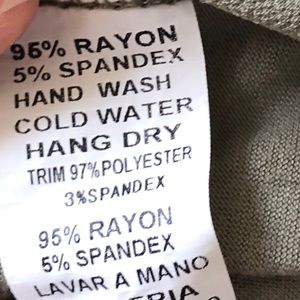 95% RAYON
5% SPANDEX
HAND WASH
COLD WATER
HANG DRY
TRIM 97% POLYESTER
3% SPANDEX
95% RAYON
5% SPANDEX
LAVAR A MANO